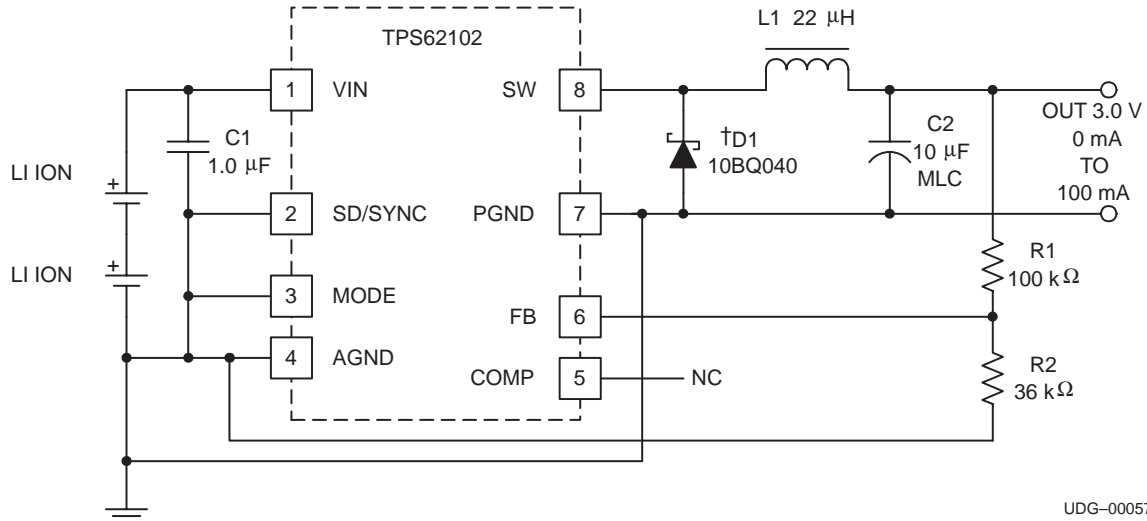 L1 22 μH
TPS62102
1 VIN
SW 8
C1
1.0 μF
†D1
10BQ040
C2
10 μF
MLC
OUT 3.0 V
0 mA
TO
100 mA
LI ION
+
2 SD/SYNC
PGND 7
LI ION
+
3 MODE
R1
100 kΩ
FB 6
4 AGND
COMP 5
NC
R2
36 kΩ
UDG–00057